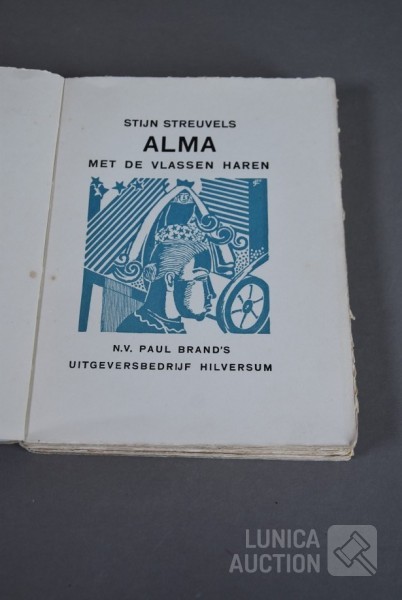 STIJN STREUVELS
ALMA
MET DE VLASSEN HAREN
N.V. PAUL BRAND'S
UITGEVERSBEDRIJF HILVERSUM
LUNICA
AUCTION